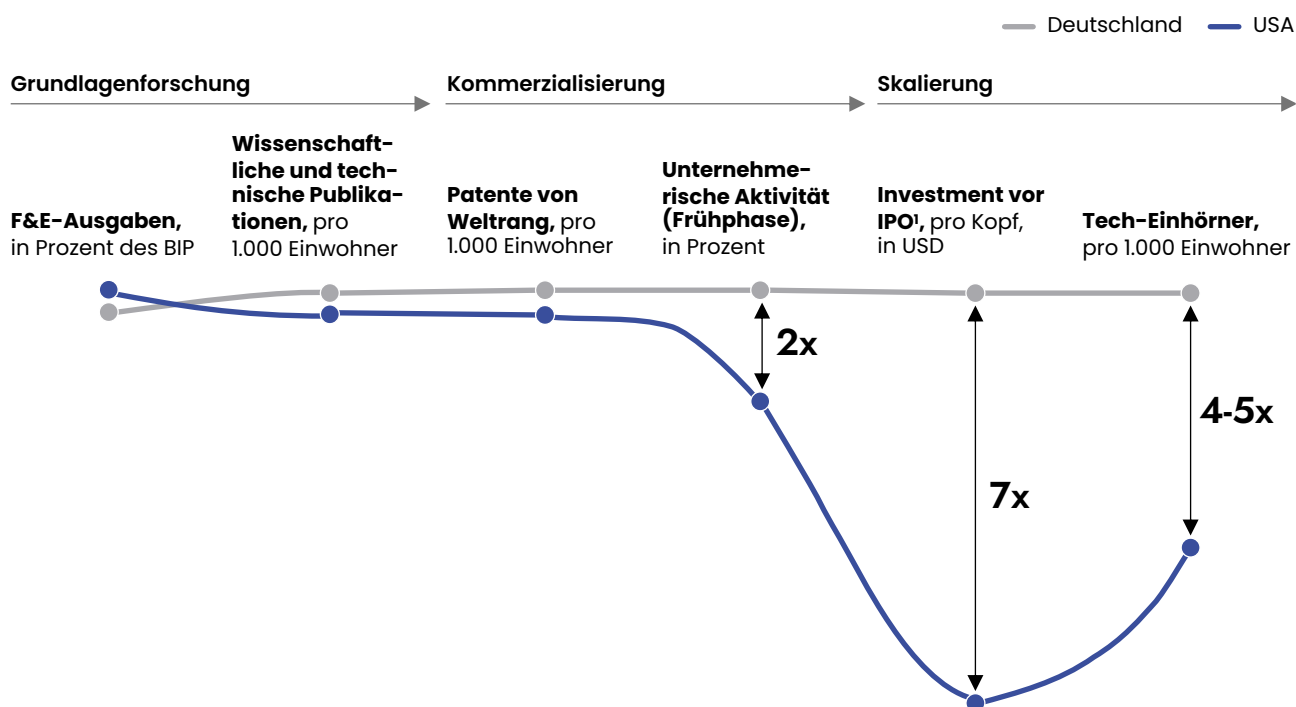 Deutschland
USA
Grundlagenforschung
Kommerzialisierung
Skalierung
F&E-Ausgaben,
in Prozent des BIP
Wissenschaft-
liche und tech-
nische Publika-
tionen, pro
1.000 Einwohner
Patente von
Weltrang, pro
1.000 Einwohner
Unternehme-
rische Aktivität
(Frühphase),
in Prozent
Investment vor
IPO¹, pro Kopf,
in USD
Tech-Einhörner,
pro 1.000 Einwohner
2x
7x
4-5x